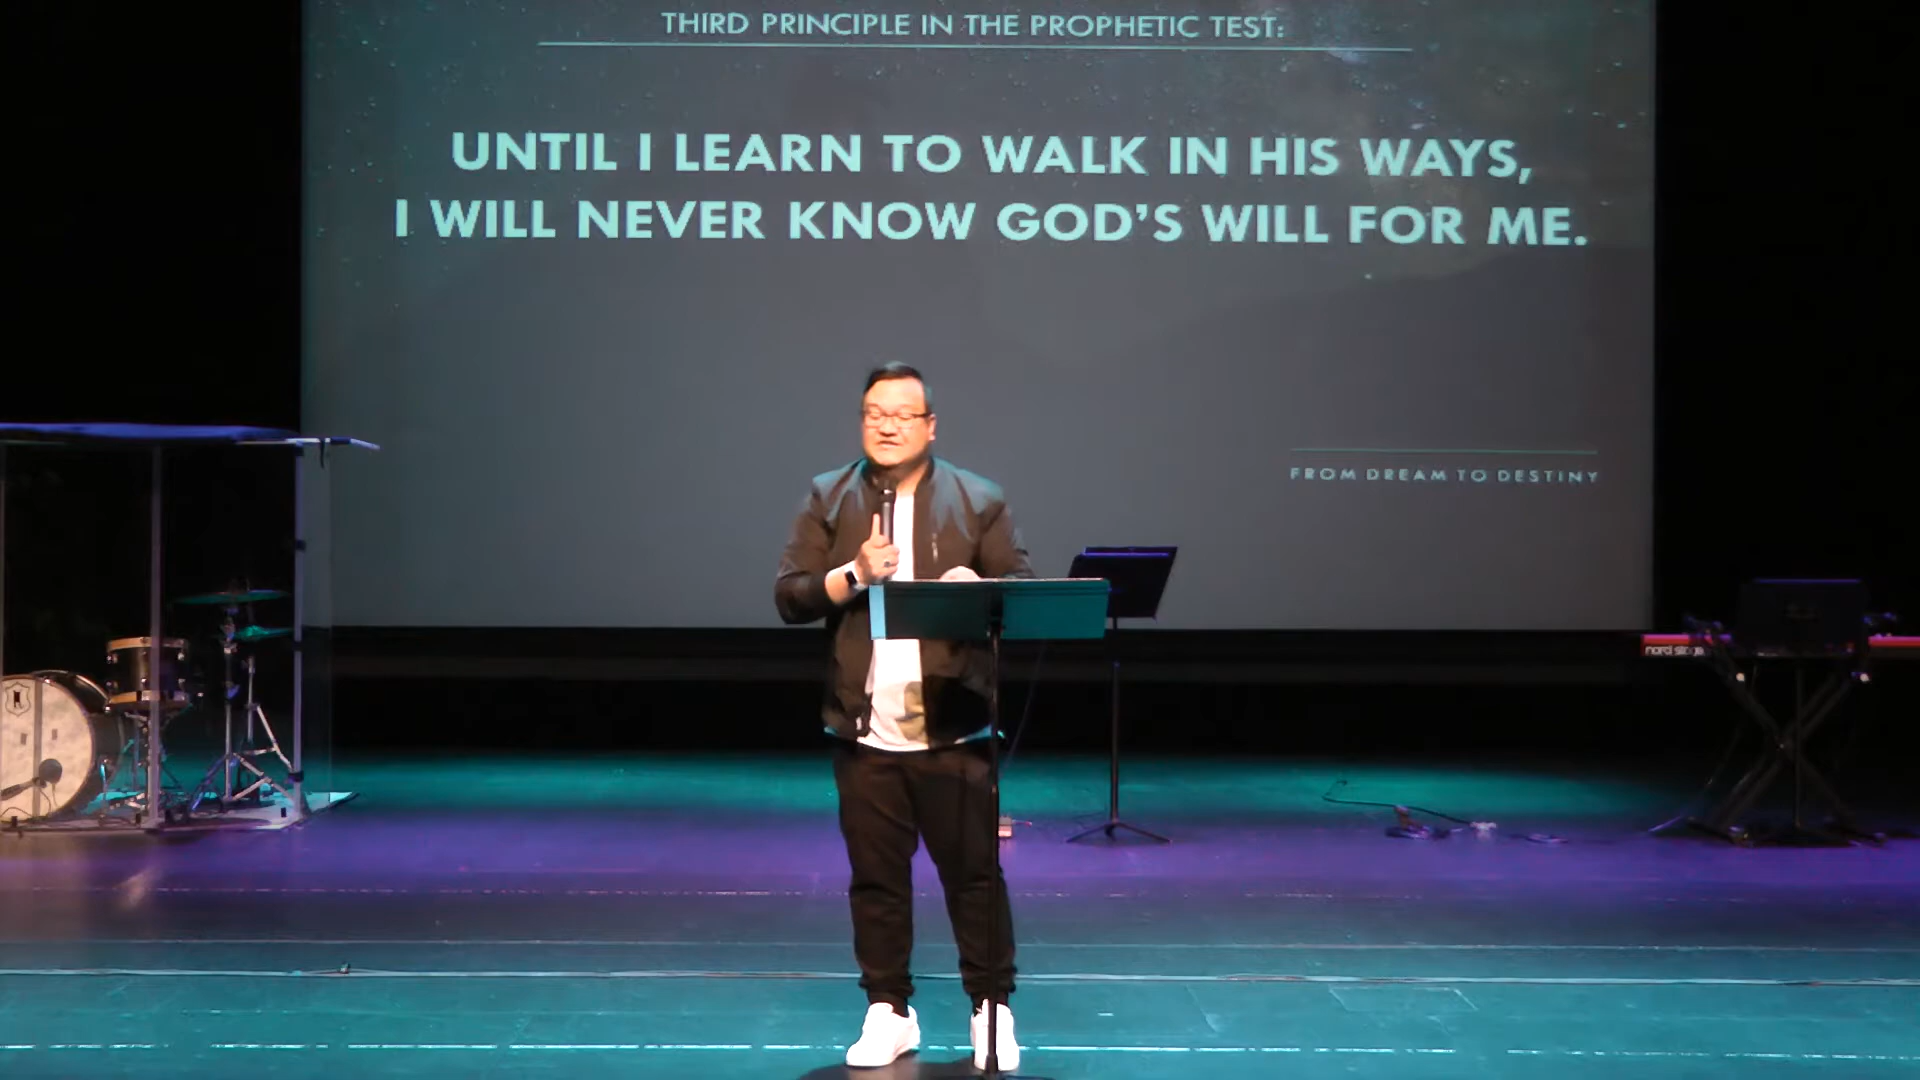 THIRD PRINCIPLE IN THE PROPHETIC TEST:
UNTIL I LEARN TO WALK IN HIS WAYS,
I WILL NEVER KNOW GOD'S WILL FOR ME.
FROM DREAM TO DESTINY
nord stage